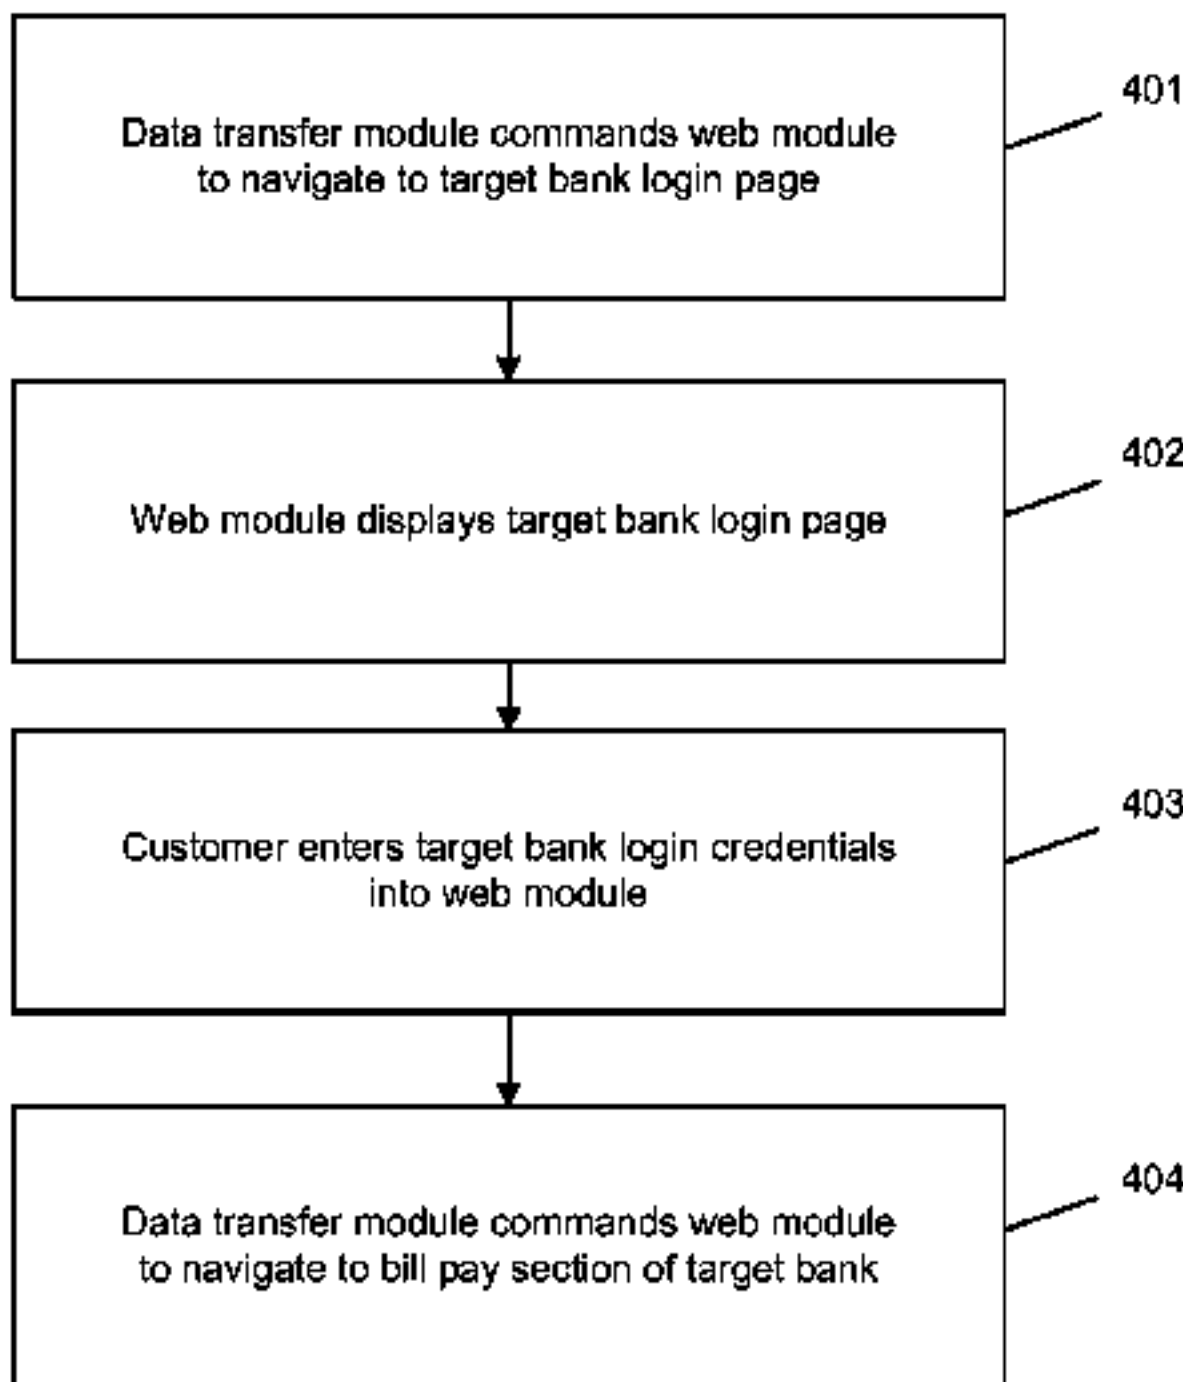 401
Data transfer module commands web module
to navigate to target bank login page
402
Web module displays target bank login page
403
Customer enters target bank login credentials
into web module
404
Data transfer module commands web module
to navigate to bill pay section of target bank